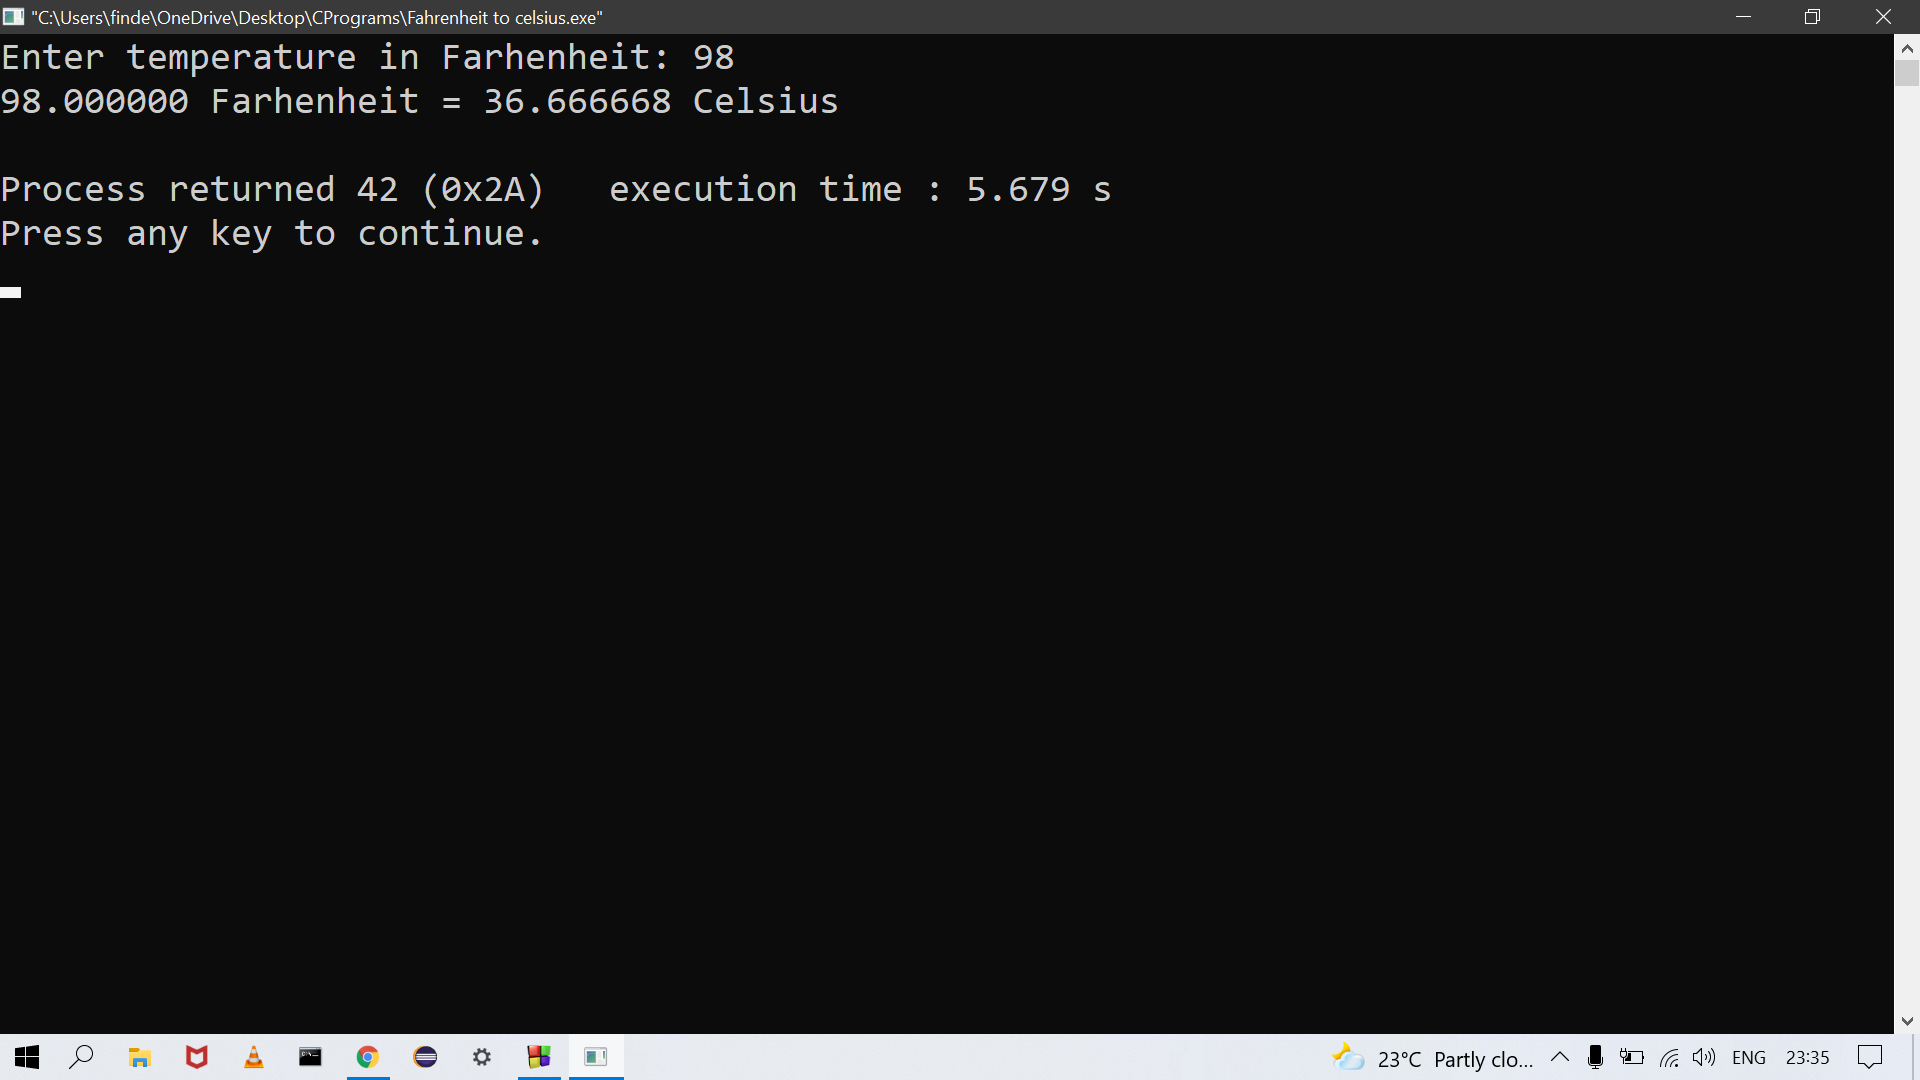 "C:\Users\finde\OneDrive\Desktop\CPrograms\Fahrenheit to celsius.exe"
Enter temperature in Farhenheit: 98
98.000000 Farhenheit = 36.666668 Celsius
Process returned 42 (0x2A)   execution time : 5.679 s
Press any key to continue.
23°C Partly clo... ENG 23:35